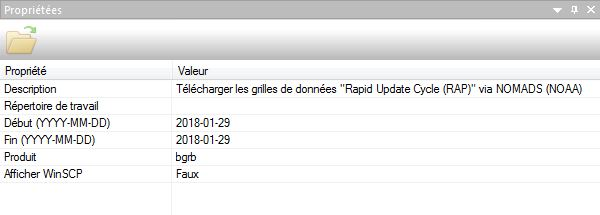 Propriétées
Propriété Valeur
Description Télécharger les grilles de données "Rapid Update Cycle (RAP)" via NOMADS (NOAA)
Répertoire de travail
Début (YYYY-MM-DD) 2018-01-29
Fin (YYYY-MM-DD) 2018-01-29
Produit bgrb
Afficher WinSCP Faux